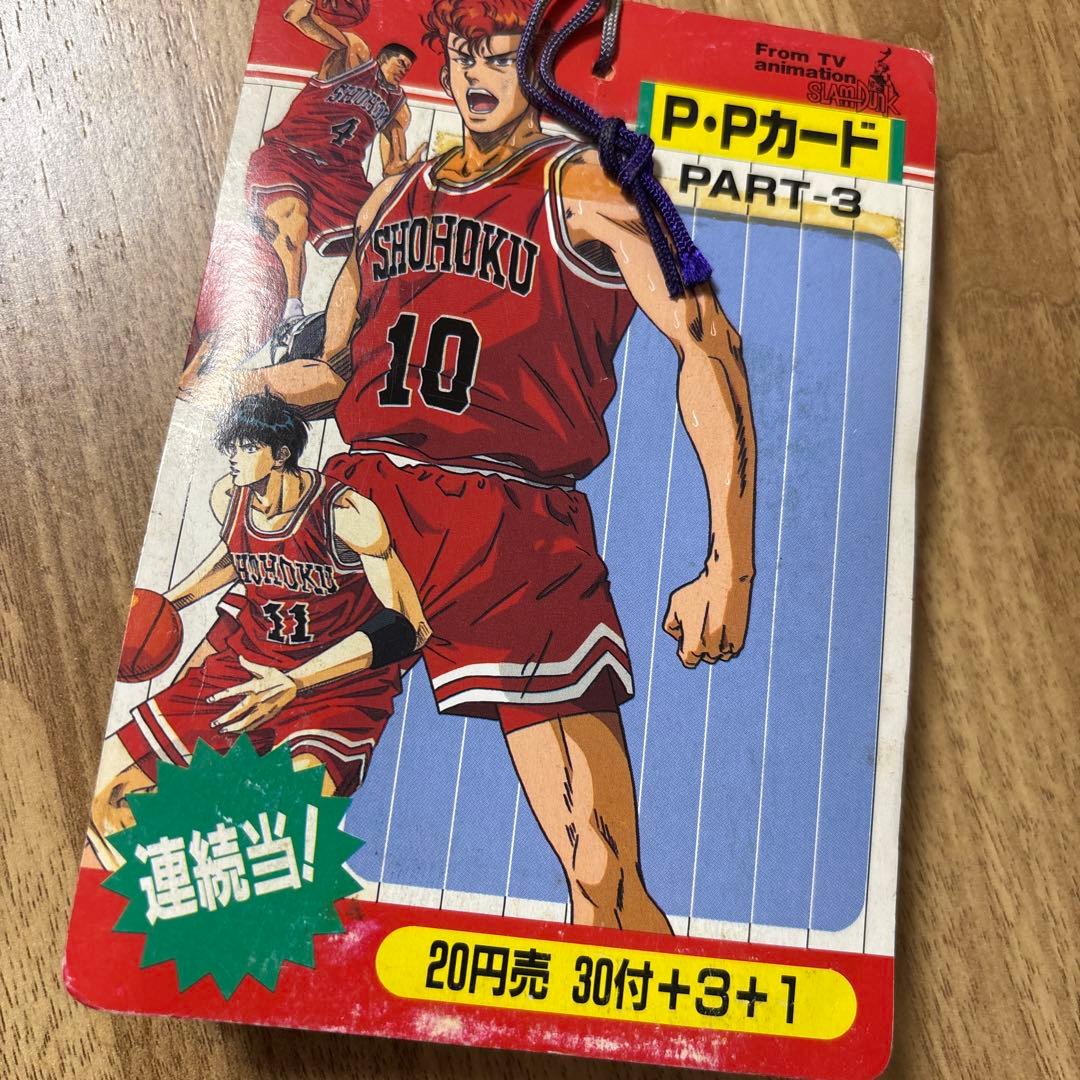 From TV
animation
SLAM DUNK
P・Pカード
PART-3
SHOHOKU
4
SHOHOKU
10
HOHOKU
11
連続当!
20円売 30付+3+1